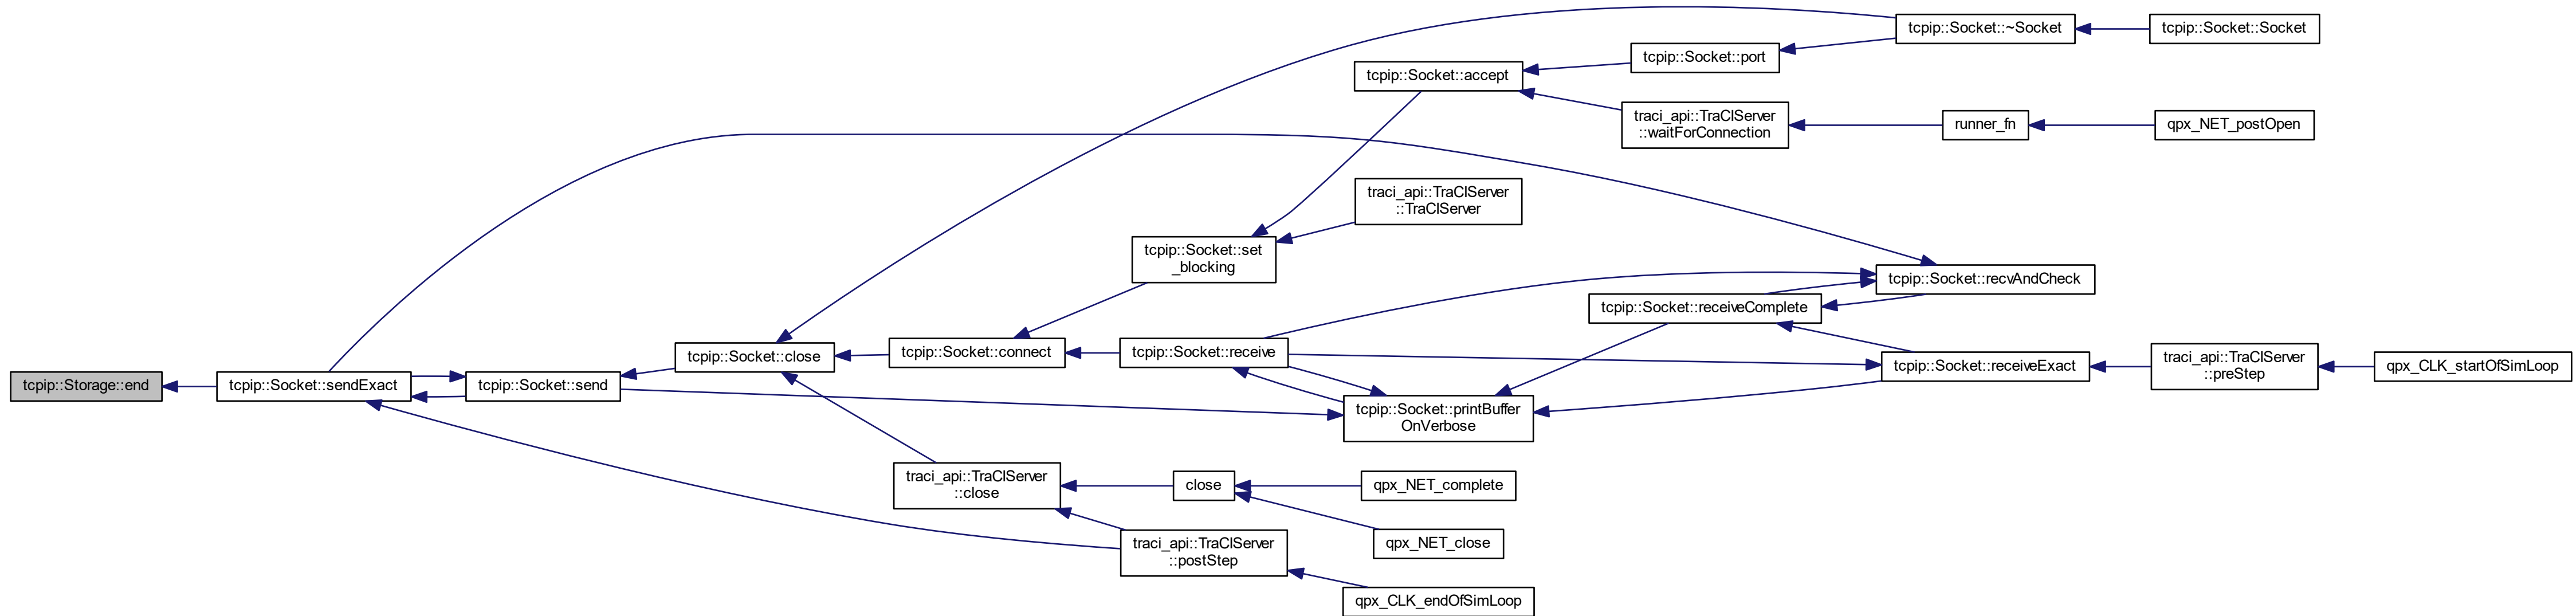 tcpip::Socket::~Socket
tcpip::Socket::Socket
tcpip::Socket::port
tcpip::Socket::accept
traci_api::TraCIServer
::waitForConnection
runner_fn
qpx_NET_postOpen
traci_api::TraCIServer
::TraCIServer
tcpip::Socket::set
_blocking
tcpip::Socket::recvAndCheck
tcpip::Socket::receiveComplete
tcpip::Socket::close
tcpip::Socket::connect
tcpip::Socket::receive
tcpip::Socket::receiveExact
traci_api::TraCIServer
::preStep
qpx_CLK_startOfSimLoop
tcpip::Storage::end
tcpip::Socket::sendExact
tcpip::Socket::send
tcpip::Socket::printBuffer
OnVerbose
traci_api::TraCIServer
::close
close
qpx_NET_complete
qpx_NET_close
traci_api::TraCIServer
::postStep
qpx_CLK_endOfSimLoop